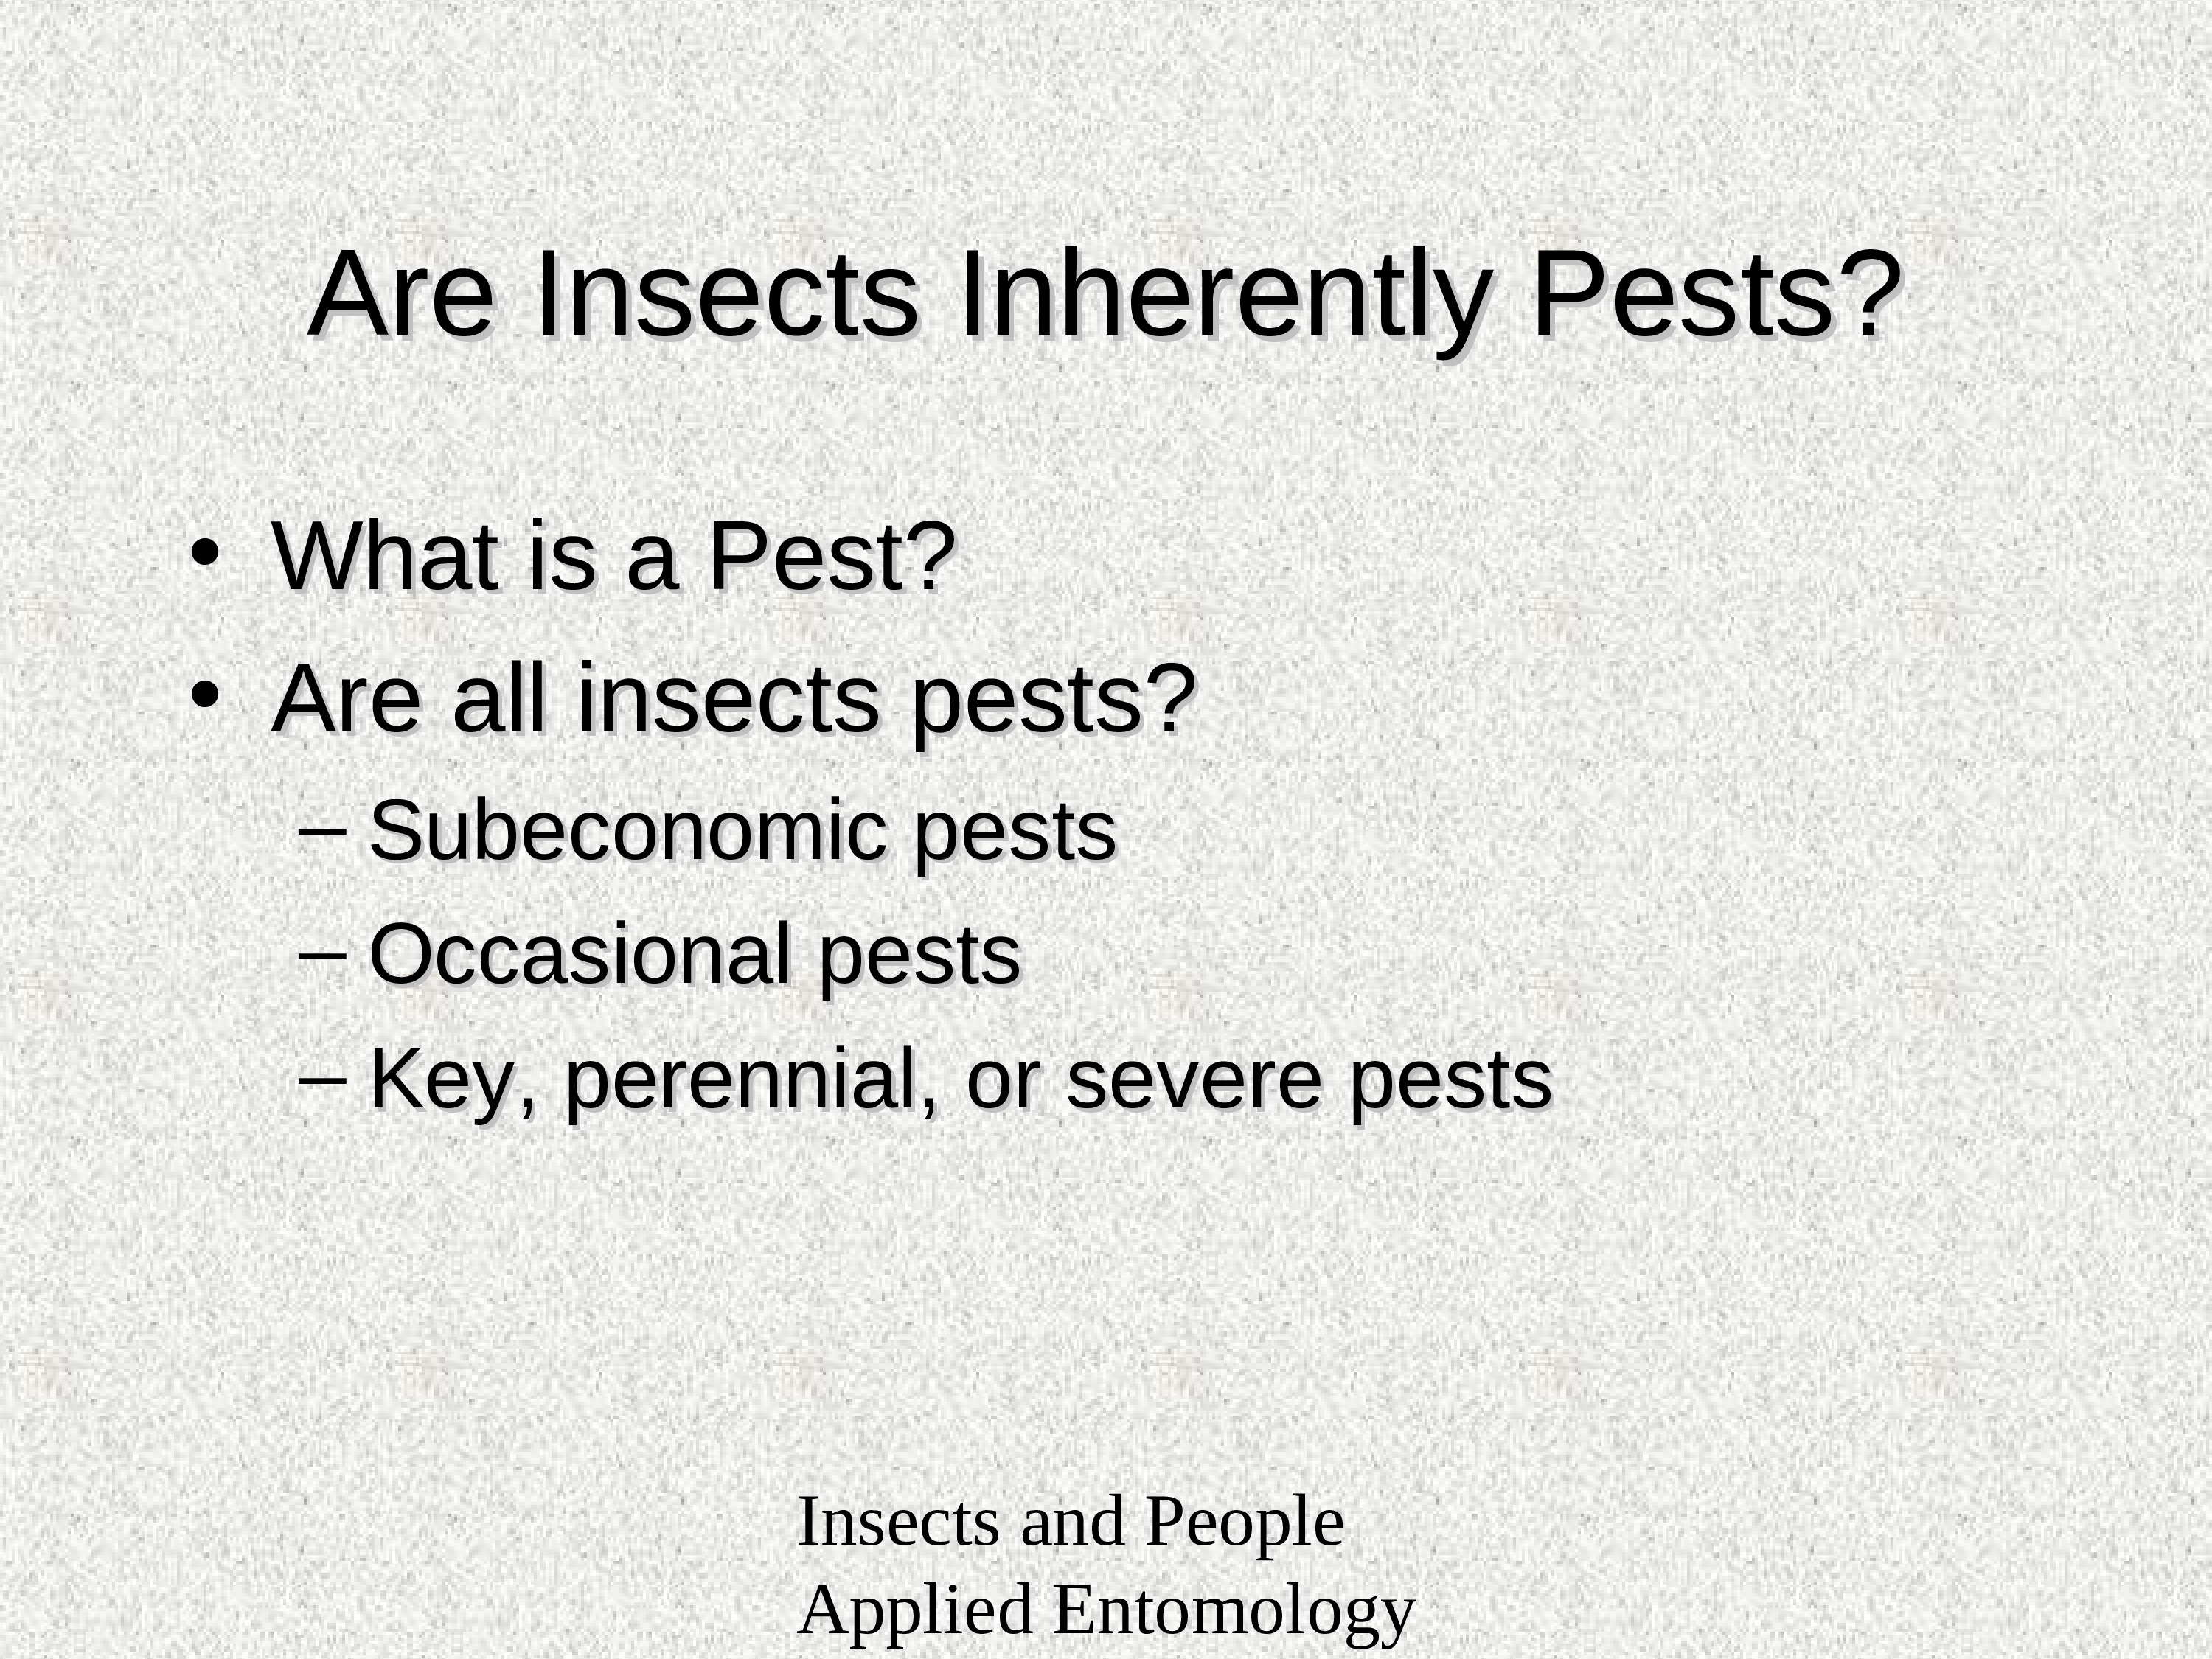 Are Insects Inherently Pests?
• What is a Pest?
• Are all insects pests?
– Subeconomic pests
– Occasional pests
– Key, perennial, or severe pests
Insects and People
Applied Entomology